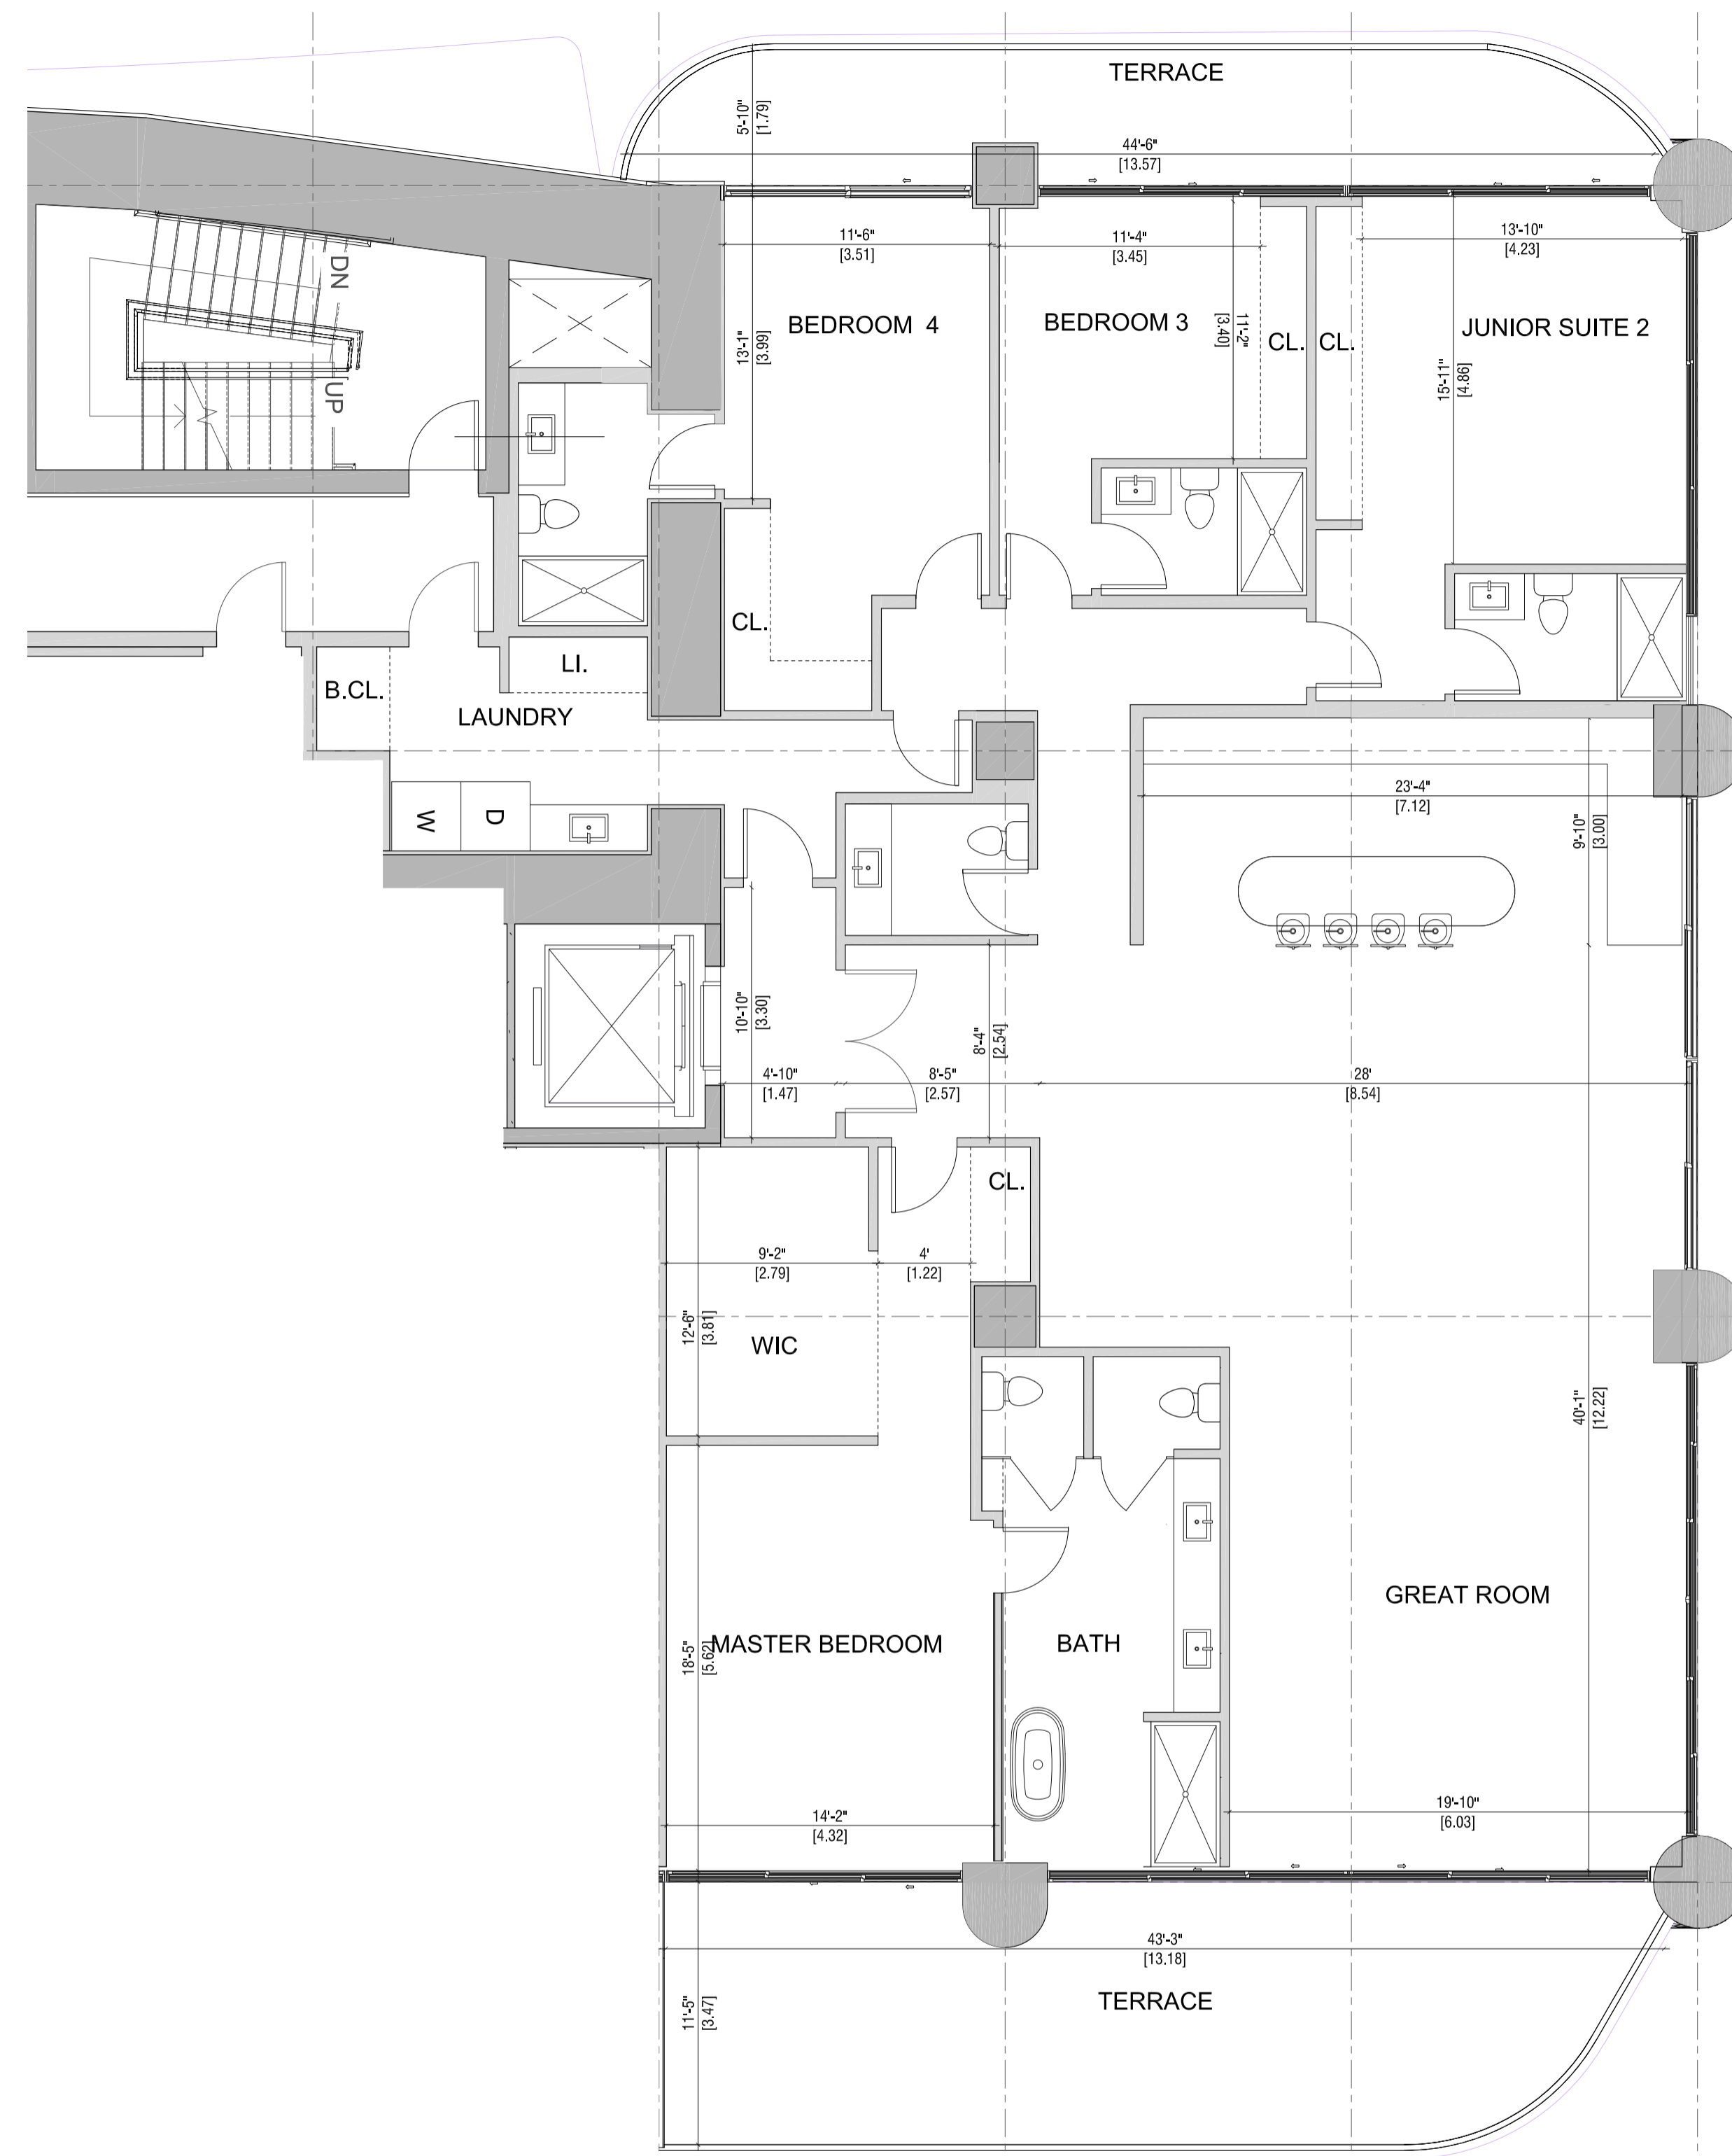 TERRACE
5'-10"
[1.79]
44'-6"
[13.57]
DN
UP
11'-6"
[3.51]
11'-4"
[3.45]
13'-10"
[4.23]
BEDROOM 4
BEDROOM 3
JUNIOR SUITE 2
13'-1"
[3.99]
11'-2"
[3.40]
CL.
CL.
15'-11"
[4.86]
CL.
LI.
B.CL.
LAUNDRY
W
D
23'-4"
[7.12]
9'-10"
[3.00]
10'-10"
[3.30]
8'-4"
[2.54]
4'-10"
[1.47]
8'-5"
[2.57]
28'
[8.54]
CL.
9'-2"
[2.79]
4'
[1.22]
12'-6"
[3.81]
WIC
40'-1"
[12.22]
GREAT ROOM
18'-5"
[5.62]
MASTER BEDROOM
BATH
14'-2"
[4.32]
19'-10"
[6.03]
43'-3"
[13.18]
TERRACE
11'-5"
[3.47]